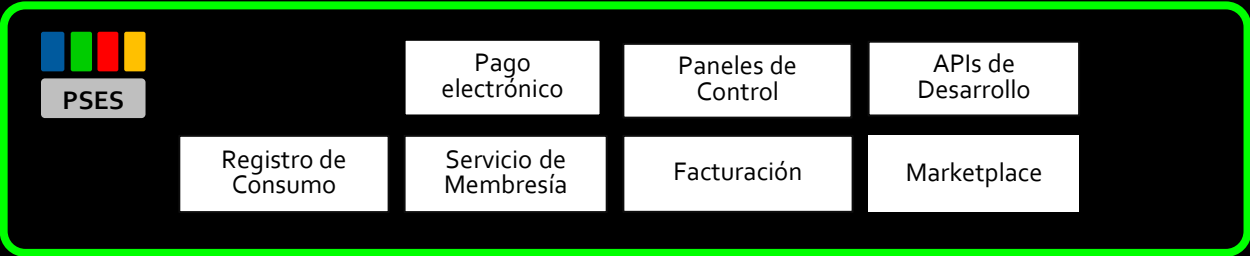 PSES
Pago
electrónico
Paneles de
Control
APIs de
Desarrollo
Registro de
Consumo
Servicio de
Membresía
Facturación
Marketplace